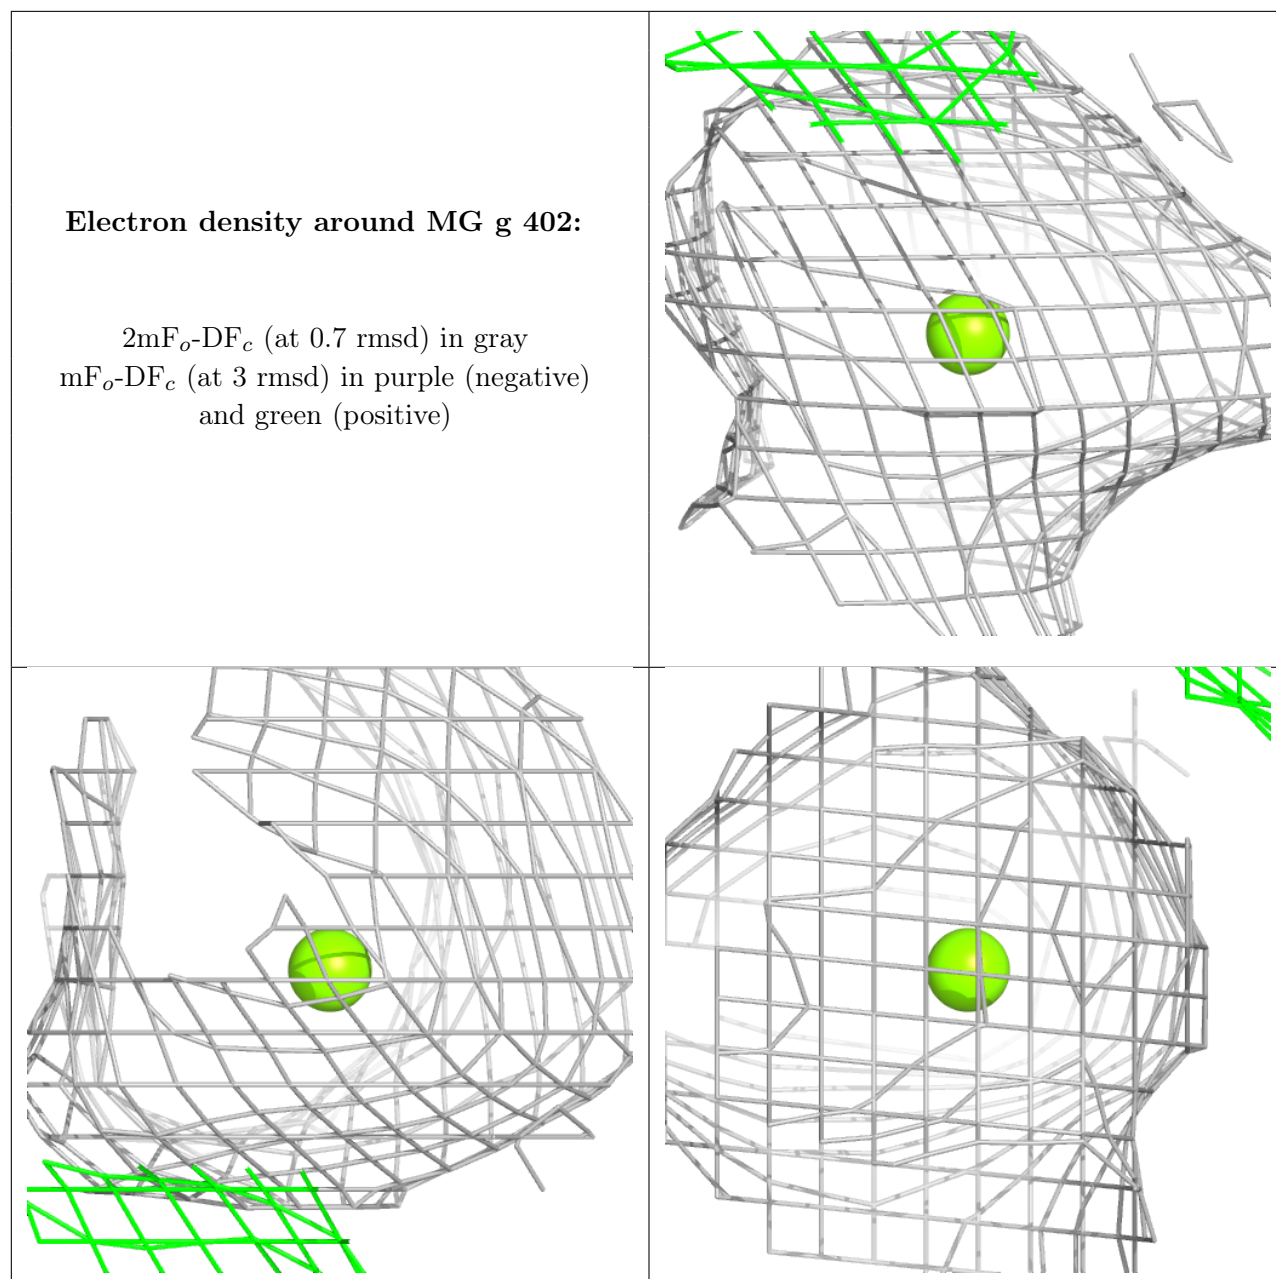 Electron density around MG g 402:
2mFo-DFc (at 0.7 rmsd) in gray
mFo-DFc (at 3 rmsd) in purple (negative)
and green (positive)